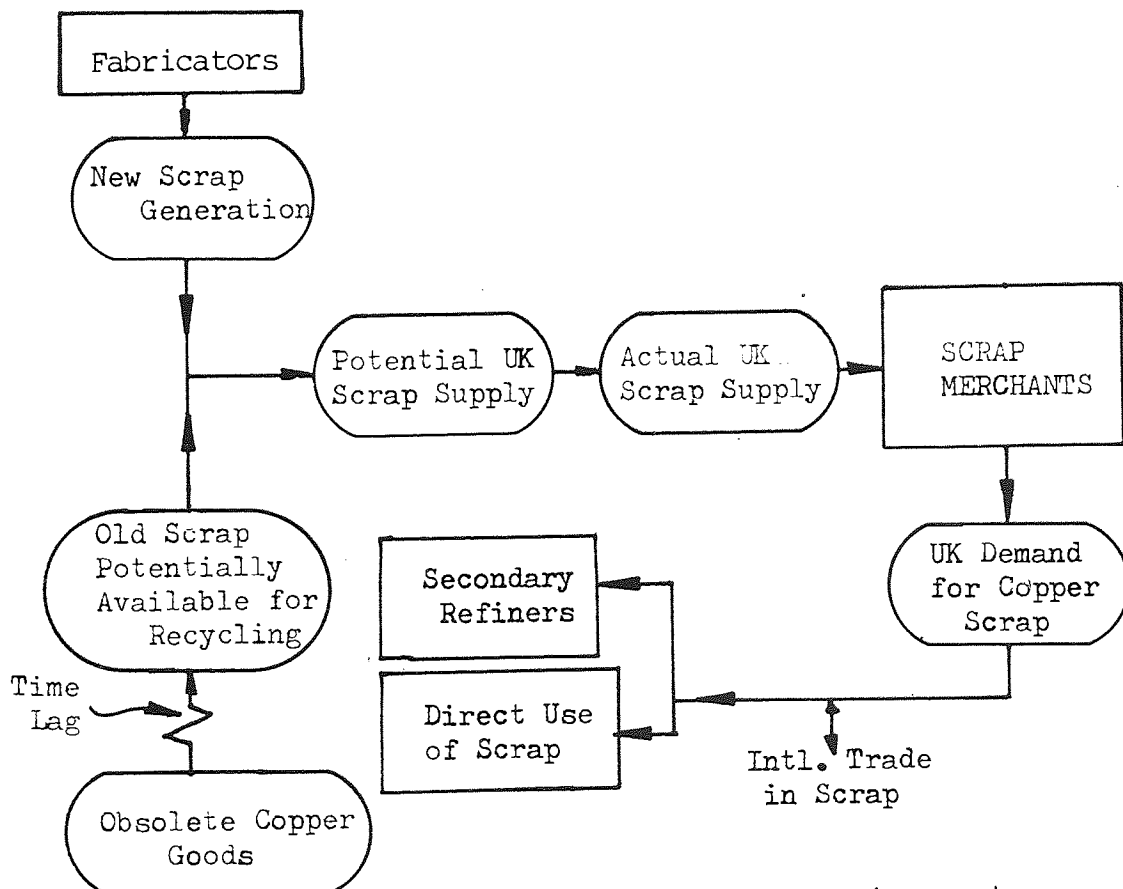 Fabricators
New Scrap
Generation
Potential UK
Scrap Supply
Actual UK
Scrap Supply
SCRAP
MERCHANTS
Old Scrap
Potentially
Available for
Recycling
Secondary
Refiners
UK Demand
for Copper
Scrap
Time
Lag
Direct Use
of Scrap
Intl. Trade
in Scrap
Obsolete Copper
Goods